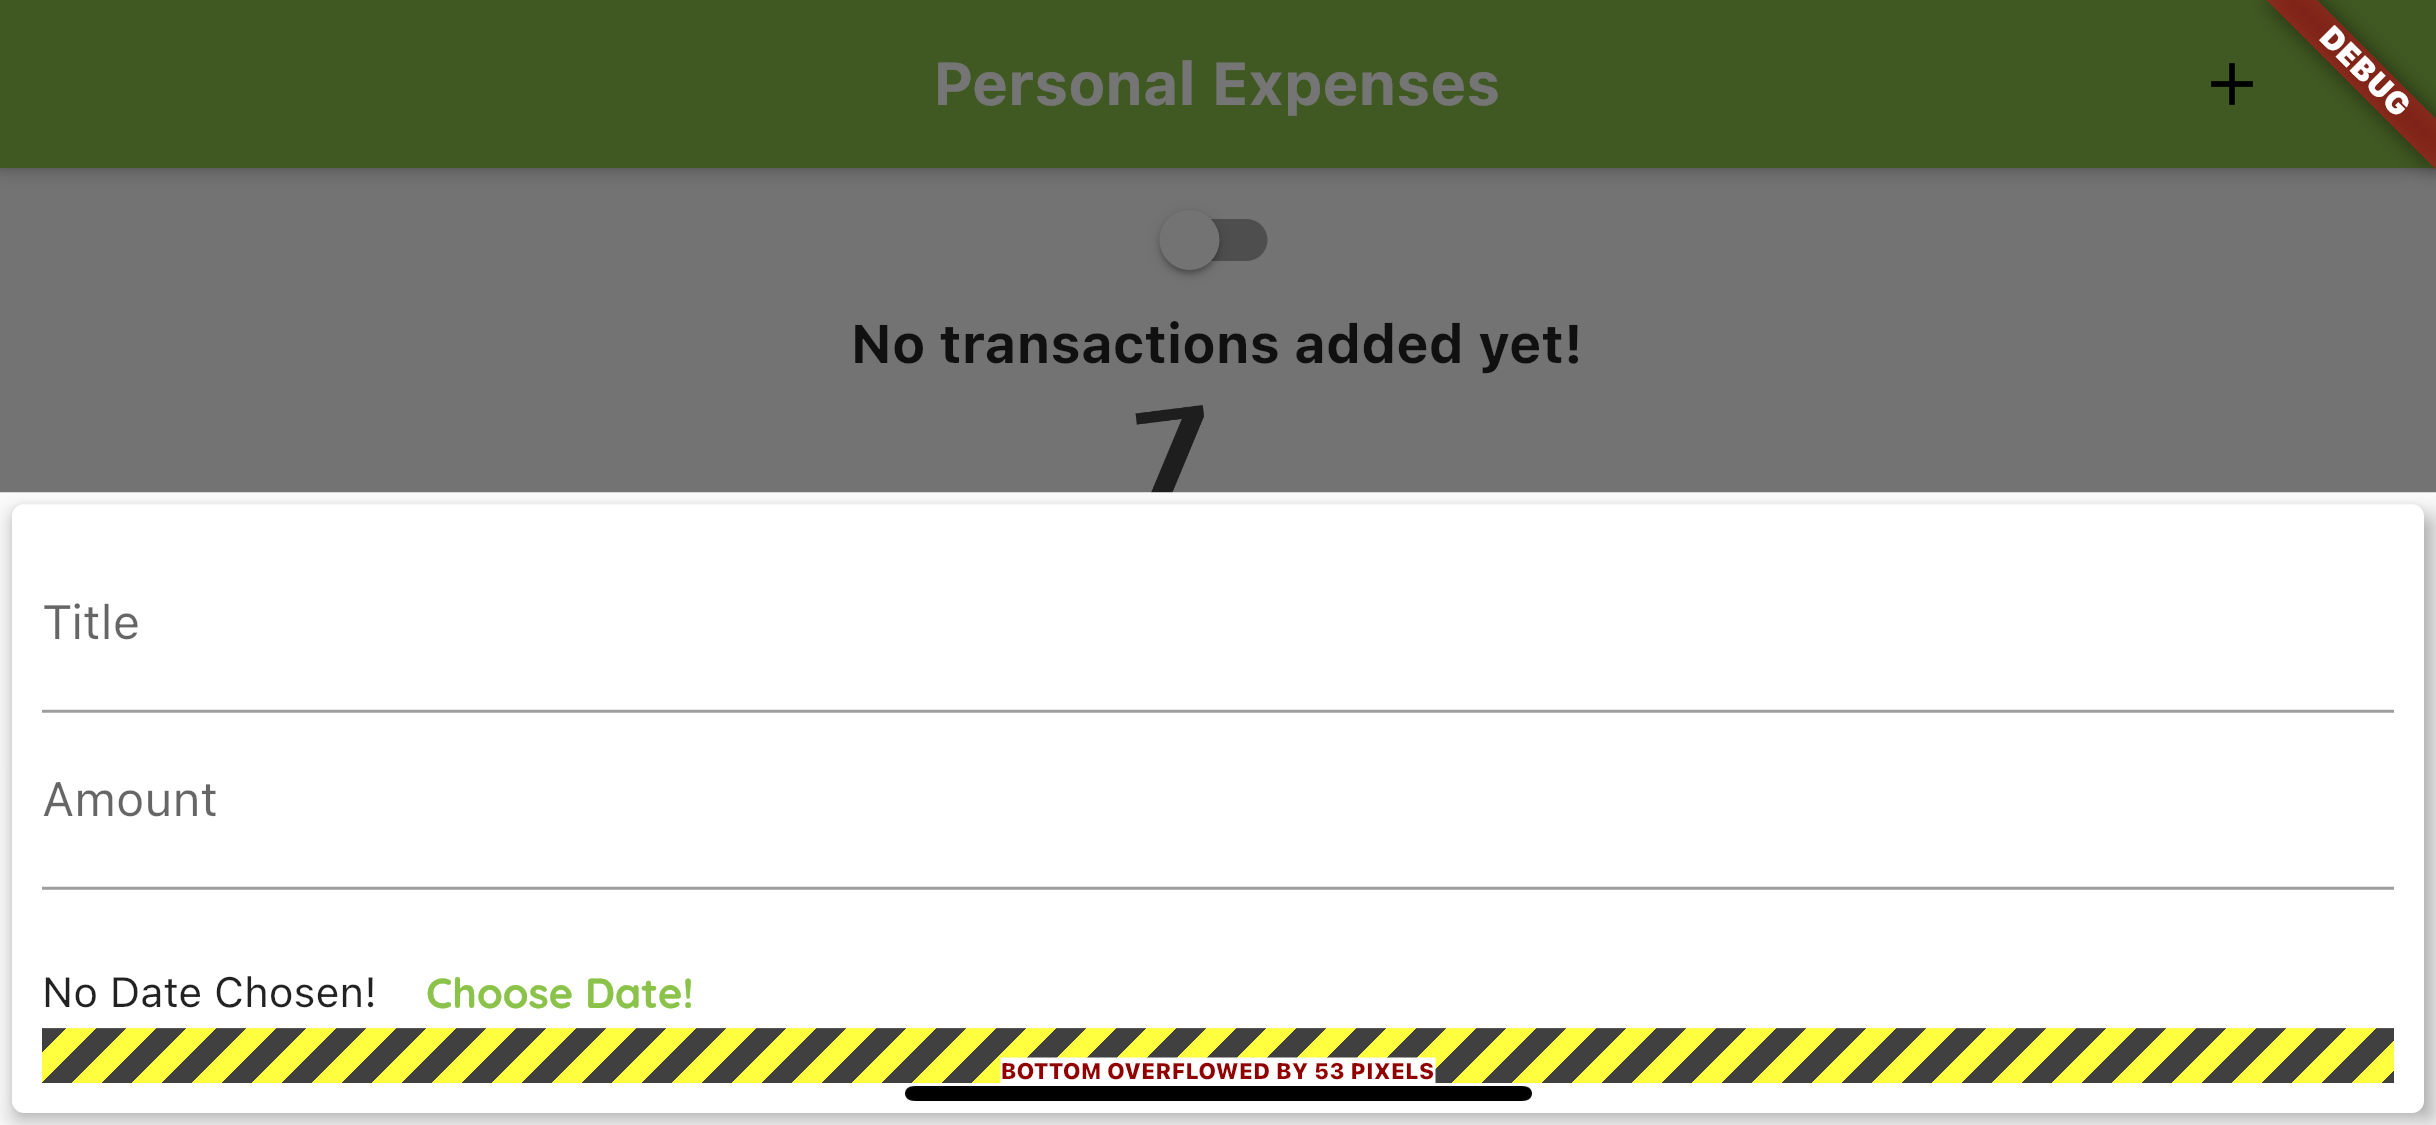 Personal Expenses
DEBUG
No transactions added yet!
Title
Amount
No Date Chosen! Choose Date!
BOTTOM OVERFLOWED BY 53 PIXELS